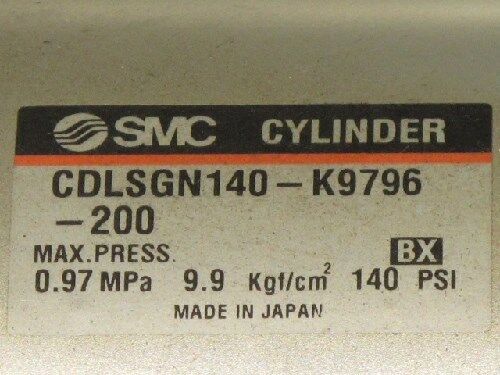 SMC CYLINDER
CDLSGN140-K9796
-200
MAX.PRESS. BX
0.97 MPa 9.9 Kgf/cm² 140 PSI
MADE IN JAPAN